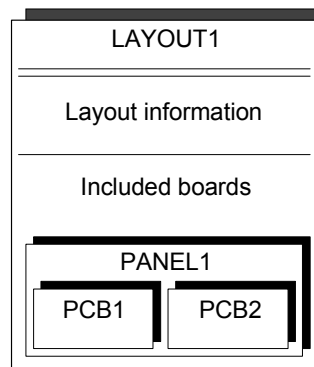 LAYOUT1
Layout information
Included boards
PANEL1
PCB1 PCB2